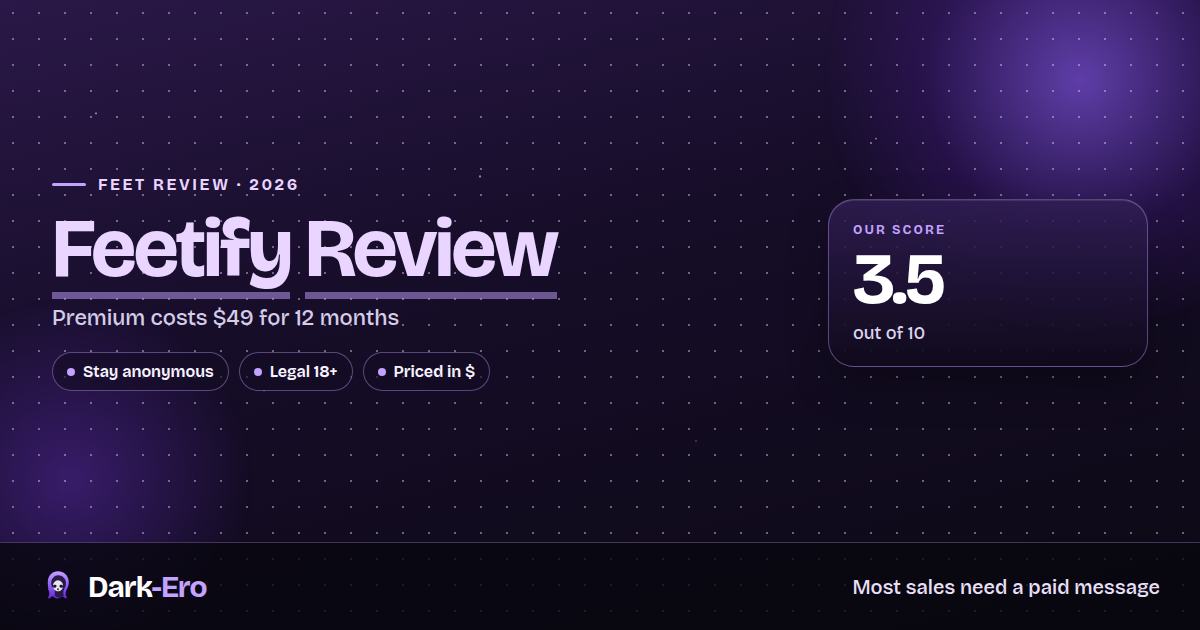 FEET REVIEW · 2026
Feetify Review
Premium costs $49 for 12 months
Stay anonymous
Legal 18+
Priced in $
OUR SCORE
3.5
out of 10
Dark-Ero
Most sales need a paid message